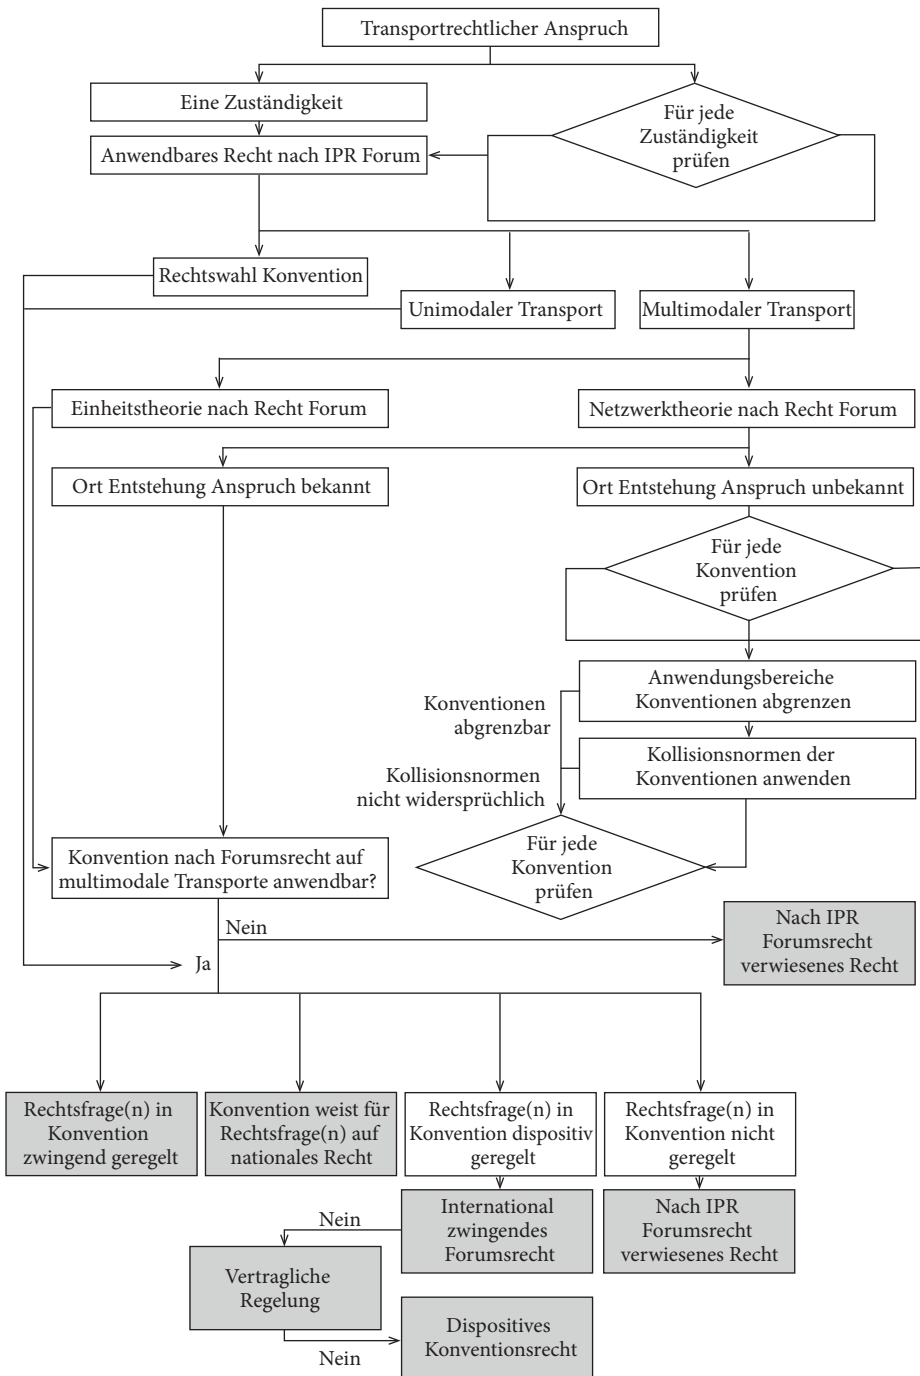 Transportrechtlicher Anspruch
Eine Zuständigkeit
Für jede
Zuständigkeit
prüfen
Anwendbares Recht nach IPR Forum
Rechtswahl Konvention
Unimodaler Transport
Multimodaler Transport
Einheitstheorie nach Recht Forum
Netzwerktheorie nach Recht Forum
Ort Entstehung Anspruch bekannt
Ort Entstehung Anspruch unbekannt
Für jede
Konvention
prüfen
Anwendungsbereiche
Konventionen abgrenzen
Konventionen
abgrenzbar
Kollisionsnormen der
Konventionen anwenden
Kollisionsnormen
nicht widersprüchlich
Für jede
Konvention
prüfen
Konvention nach Forumsrecht auf
multimodale Transporte anwendbar?
Nein
Nach IPR
Forumsrecht
verwiesenes Recht
Ja
Rechtsfrage(n) in
Konvention
zwingend geregelt
Konvention weist für
Rechtsfrage(n) auf
nationales Recht
Rechtsfrage(n) in
Konvention dispositiv
geregelt
Rechtsfrage(n) in
Konvention nicht
geregelt
International
zwingendes
Forumsrecht
Nach IPR
Forumsrecht
verwiesenes Recht
Nein
Vertragliche
Regelung
Nein
Dispositives
Konventionsrecht